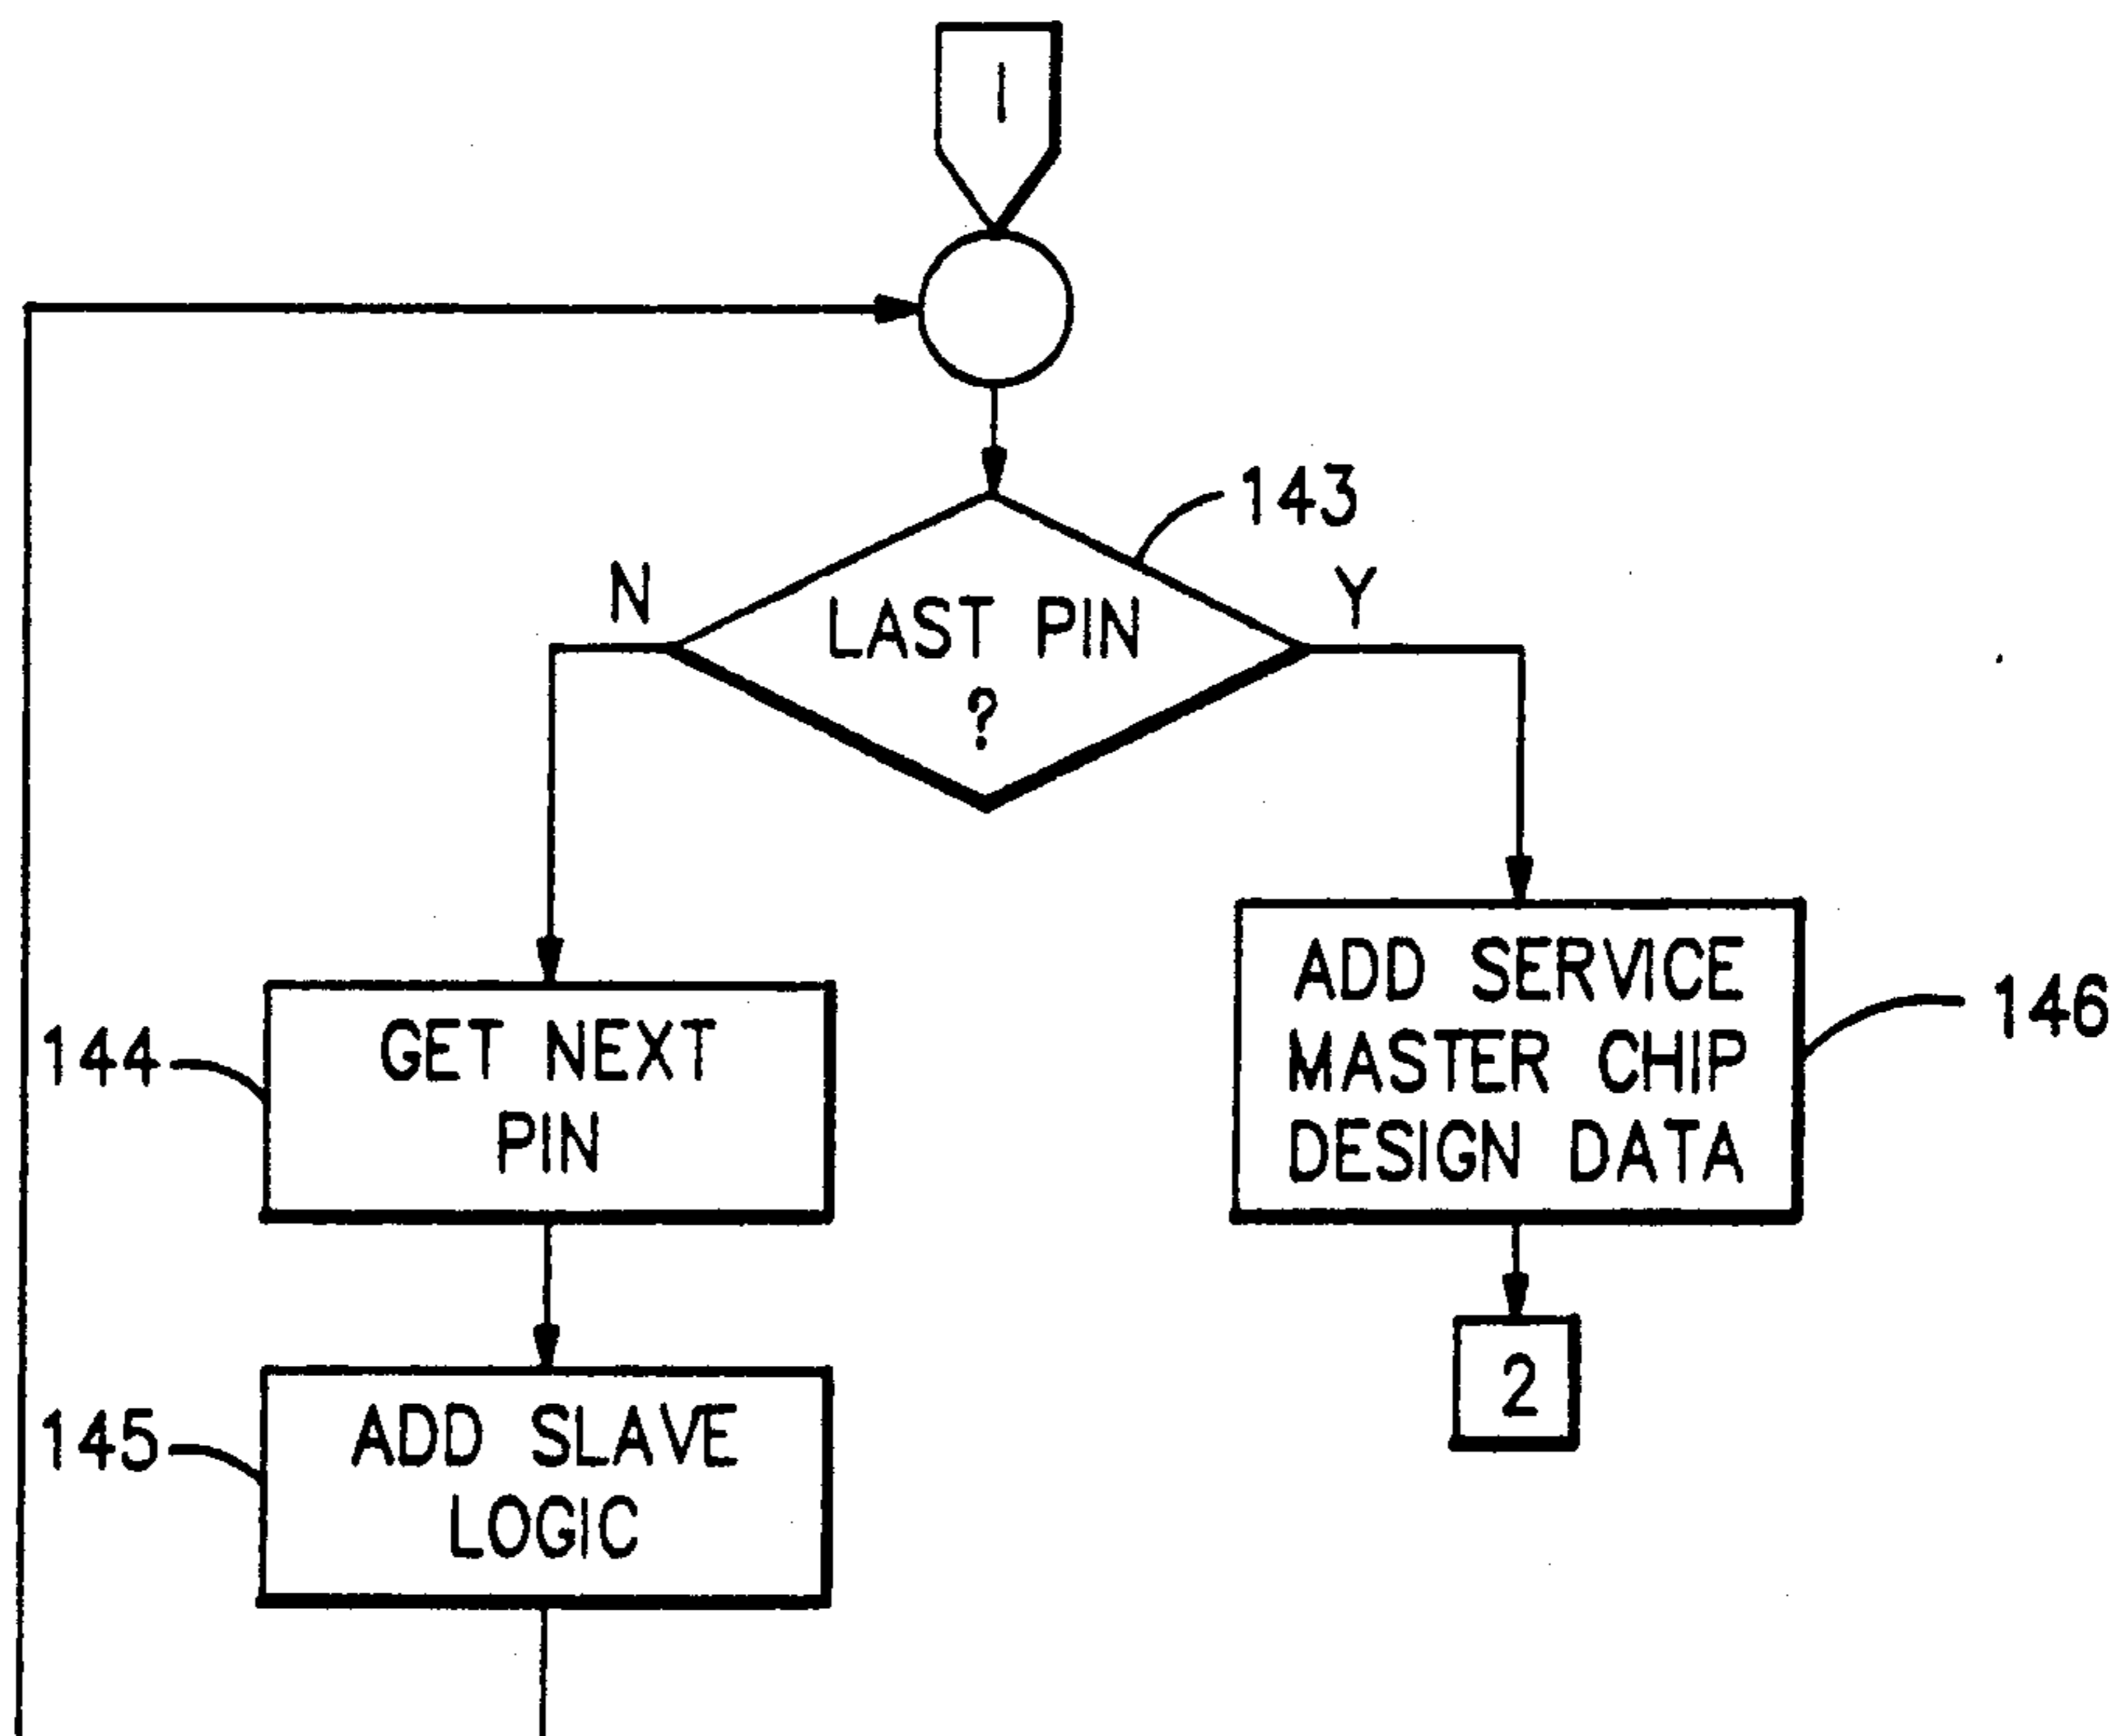 1
143
N
Y
LAST PIN
?
ADD SERVICE
MASTER CHIP
DESIGN DATA
146
144
GET NEXT
PIN
2
145
ADD SLAVE
LOGIC